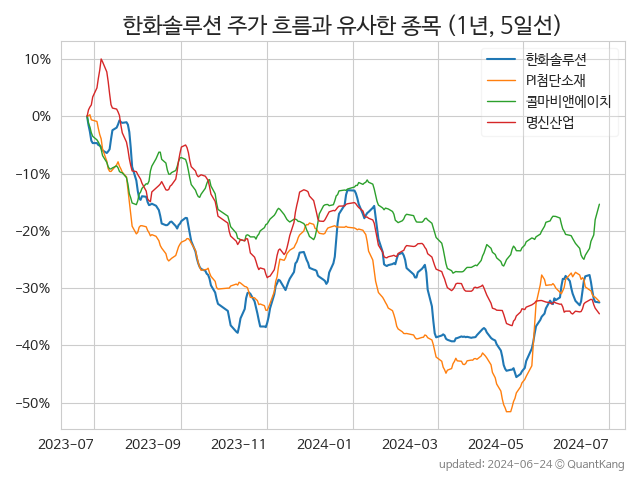 한화솔루션 주가 흐름과 유사한 종목 (1년, 5일선)
한화솔루션
PI첨단소재
콜마비앤에이치
명신산업
10%
0%
−10%
−20%
−30%
−40%
−50%
2023-07 2023-09 2023-11 2024-01 2024-03 2024-05 2024-07
updated: 2024-06-24 © QuantKang